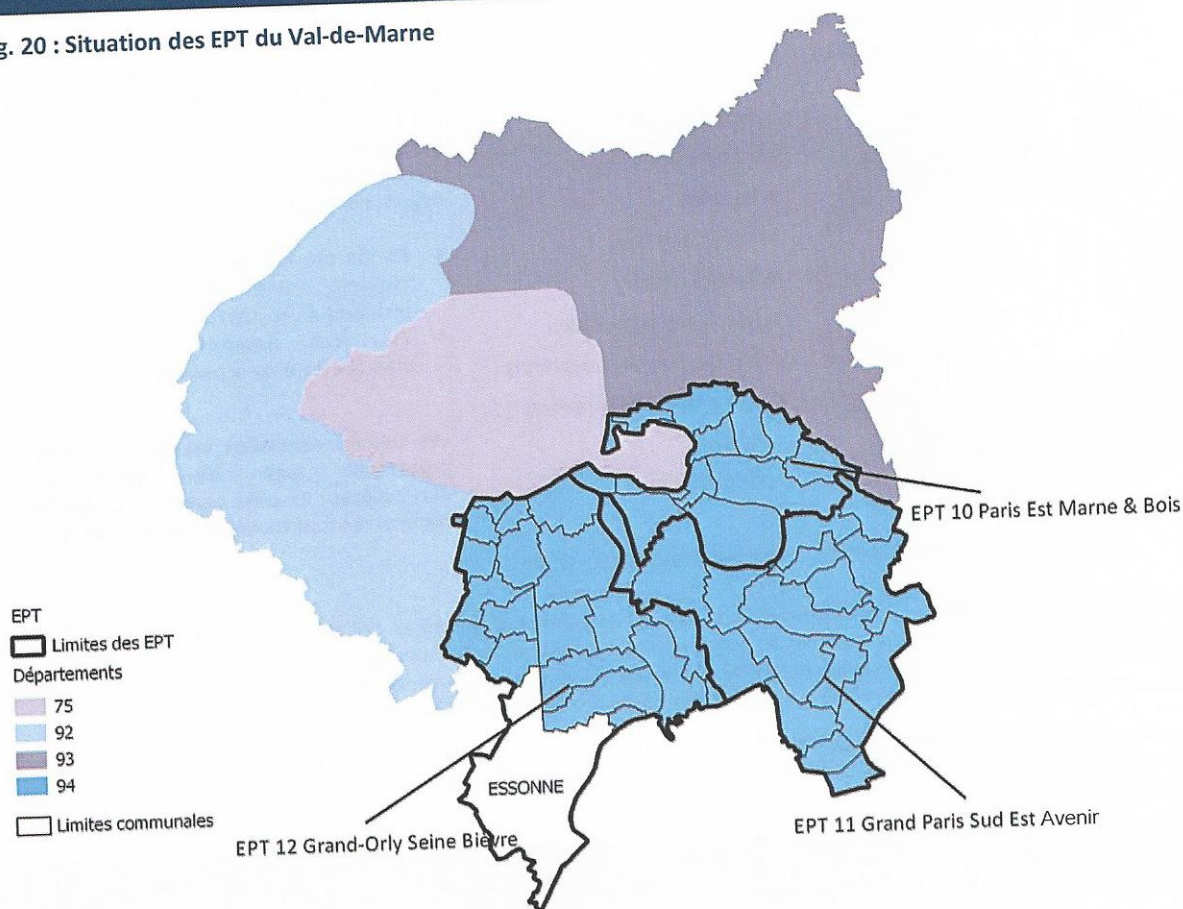 g. 20 : Situation des EPT du Val-de-Marne
EPT 10 Paris Est Marne & Bois
EPT
Limites des EPT
Départements
75
92
93
94
Limites communales
ESSONNE
EPT 12 Grand-Orly Seine Bièvre
EPT 11 Grand Paris Sud Est Avenir